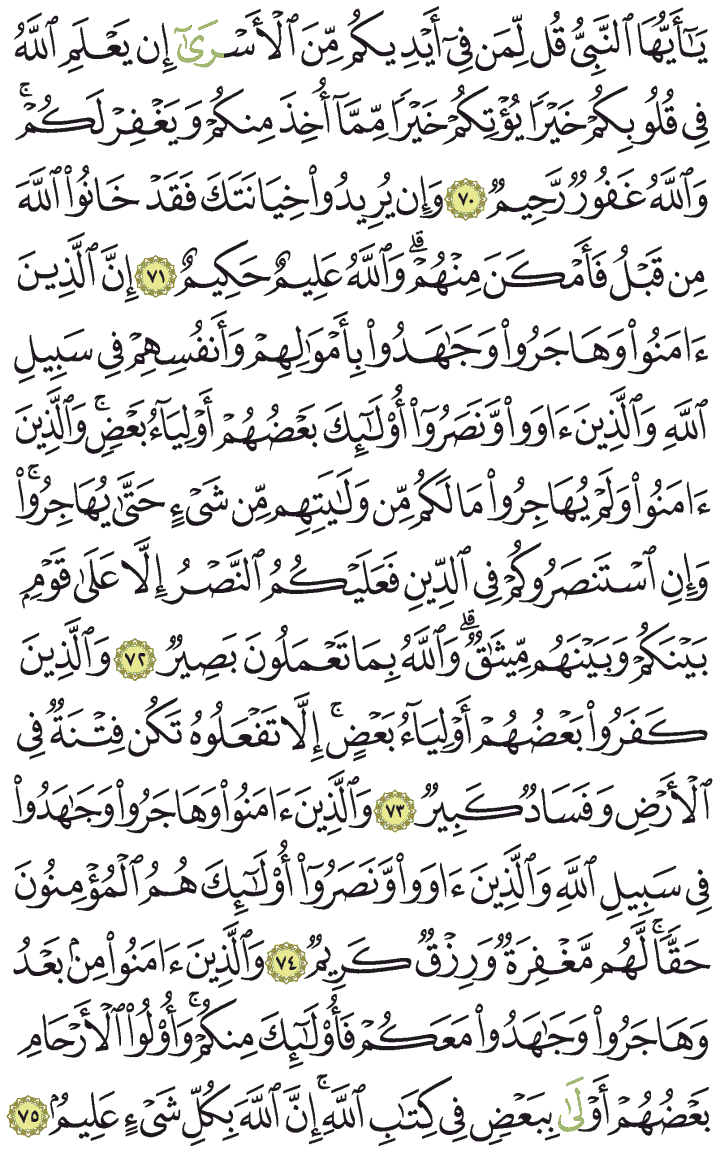 يَـٰٓأَيُّهَا ٱلنَّبِىُّ قُل لِّمَن فِىٓ أَيْدِيكُم مِّنَ ٱلْأَسْرَىٰٓ إِن يَعْلَمِ ٱللَّهُ
فِى قُلُوبِكُمْ خَيْرًا يُؤْتِكُمْ خَيْرًا مِّمَّآ أُخِذَ مِنكُمْ وَيَغْفِرْ لَكُمْ ۚ
وَٱللَّهُ غَفُورٌ رَّحِيمٌ ٧٠ وَإِن يُرِيدُوا۟ خِيَانَتَكَ فَقَدْ خَانُوا۟ ٱللَّهَ
مِن قَبْلُ فَأَمْكَنَ مِنْهُمْ ۗ وَٱللَّهُ عَلِيمٌ حَكِيمٌ ٧١ إِنَّ ٱلَّذِينَ
ءَامَنُوا۟ وَهَاجَرُوا۟ وَجَـٰهَدُوا۟ بِأَمْوَٰلِهِمْ وَأَنفُسِهِمْ فِى سَبِيلِ
ٱللَّهِ وَٱلَّذِينَ ءَاوَوا۟ وَّنَصَرُوٓا۟ أُو۟لَـٰٓئِكَ بَعْضُهُمْ أَوْلِيَآءُ بَعْضٍ ۚ وَٱلَّذِينَ
ءَامَنُوا۟ وَلَمْ يُهَاجِرُوا۟ مَا لَكُم مِّن وَلَـٰيَتِهِم مِّن شَىْءٍ حَتَّىٰ يُهَاجِرُوا۟ ۚ
وَإِنِ ٱسْتَنصَرُوكُمْ فِى ٱلدِّينِ فَعَلَيْكُمُ ٱلنَّصْرُ إِلَّا عَلَىٰ قَوْمٍۭ
بَيْنَكُمْ وَبَيْنَهُم مِّيثَـٰقٌ ۗ وَٱللَّهُ بِمَا تَعْمَلُونَ بَصِيرٌ ٧٢ وَٱلَّذِينَ
كَفَرُوا۟ بَعْضُهُمْ أَوْلِيَآءُ بَعْضٍ ۚ إِلَّا تَفْعَلُوهُ تَكُن فِتْنَةٌ فِى
ٱلْأَرْضِ وَفَسَادٌ كَبِيرٌ ٧٣ وَٱلَّذِينَ ءَامَنُوا۟ وَهَاجَرُوا۟ وَجَـٰهَدُوا۟
فِى سَبِيلِ ٱللَّهِ وَٱلَّذِينَ ءَاوَوا۟ وَّنَصَرُوٓا۟ أُو۟لَـٰٓئِكَ هُمُ ٱلْمُؤْمِنُونَ
حَقًّا ۚ لَّهُم مَّغْفِرَةٌ وَرِزْقٌ كَرِيمٌ ٧٤ وَٱلَّذِينَ ءَامَنُوا۟ مِنۢ بَعْدُ
وَهَاجَرُوا۟ وَجَـٰهَدُوا۟ مَعَكُمْ فَأُو۟لَـٰٓئِكَ مِنكُمْ ۚ وَأُو۟لُوا۟ ٱلْأَرْحَامِ
بَعْضُهُمْ أَوْلَىٰ بِبَعْضٍ فِى كِتَـٰبِ ٱللَّهِ ۗ إِنَّ ٱللَّهَ بِكُلِّ شَىْءٍ عَلِيمٌۢ ٧٥